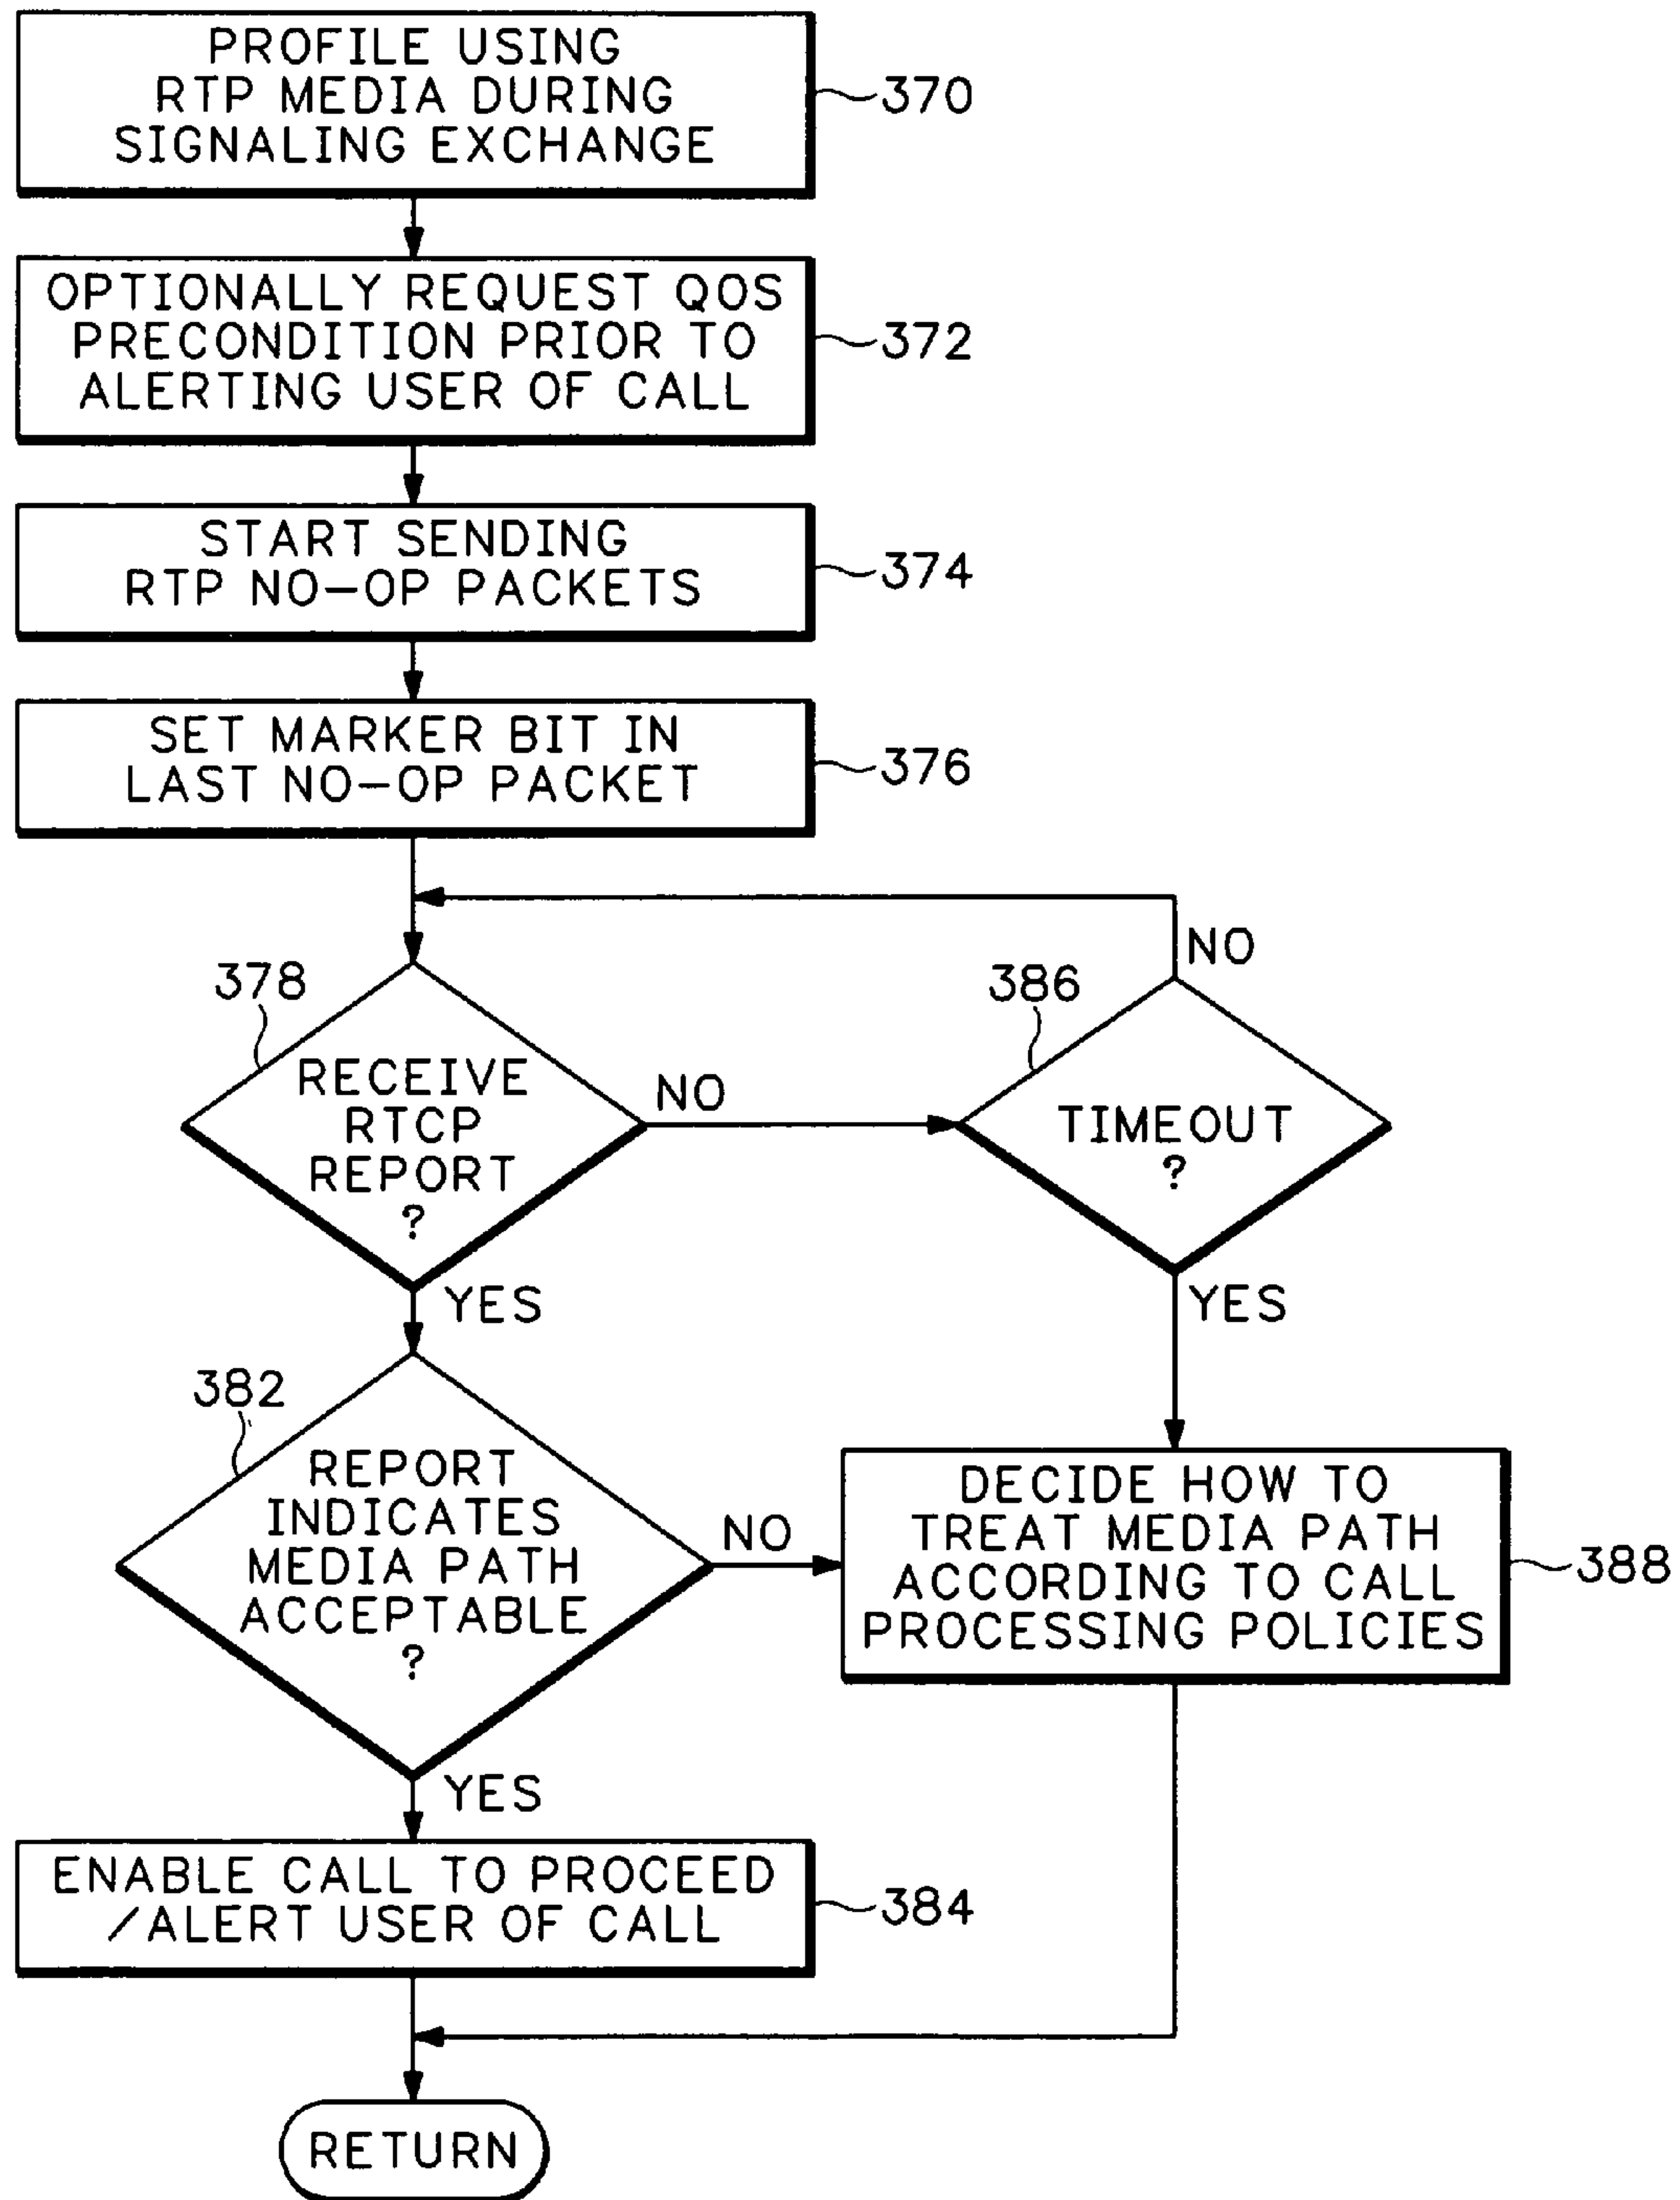 PROFILE USING
RTP MEDIA DURING
SIGNALING EXCHANGE
370
OPTIONALLY REQUEST QOS
PRECONDITION PRIOR TO
ALERTING USER OF CALL
372
START SENDING
RTP NO-OP PACKETS
374
SET MARKER BIT IN
LAST NO-OP PACKET
376
378
RECEIVE
RTCP
REPORT
?
NO
YES
386
TIMEOUT
?
NO
YES
382
REPORT
INDICATES
MEDIA PATH
ACCEPTABLE
?
NO
YES
DECIDE HOW TO
TREAT MEDIA PATH
ACCORDING TO CALL
PROCESSING POLICIES
388
ENABLE CALL TO PROCEED
/ALERT USER OF CALL
384
RETURN